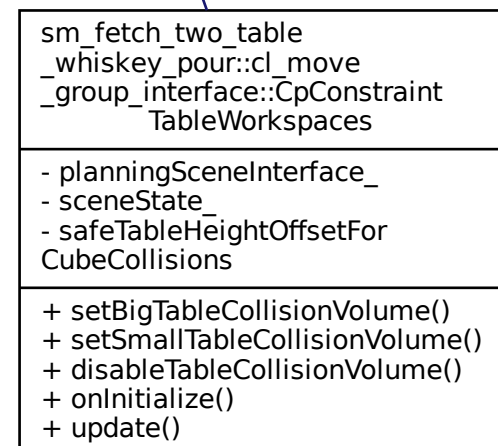 sm_fetch_two_table
_whiskey_pour::cl_move
_group_interface::CpConstraint
TableWorkspaces
- planningSceneInterface_
- sceneState_
- safeTableHeightOffsetFor
CubeCollisions
+ setBigTableCollisionVolume()
+ setSmallTableCollisionVolume()
+ disableTableCollisionVolume()
+ onInitialize()
+ update()